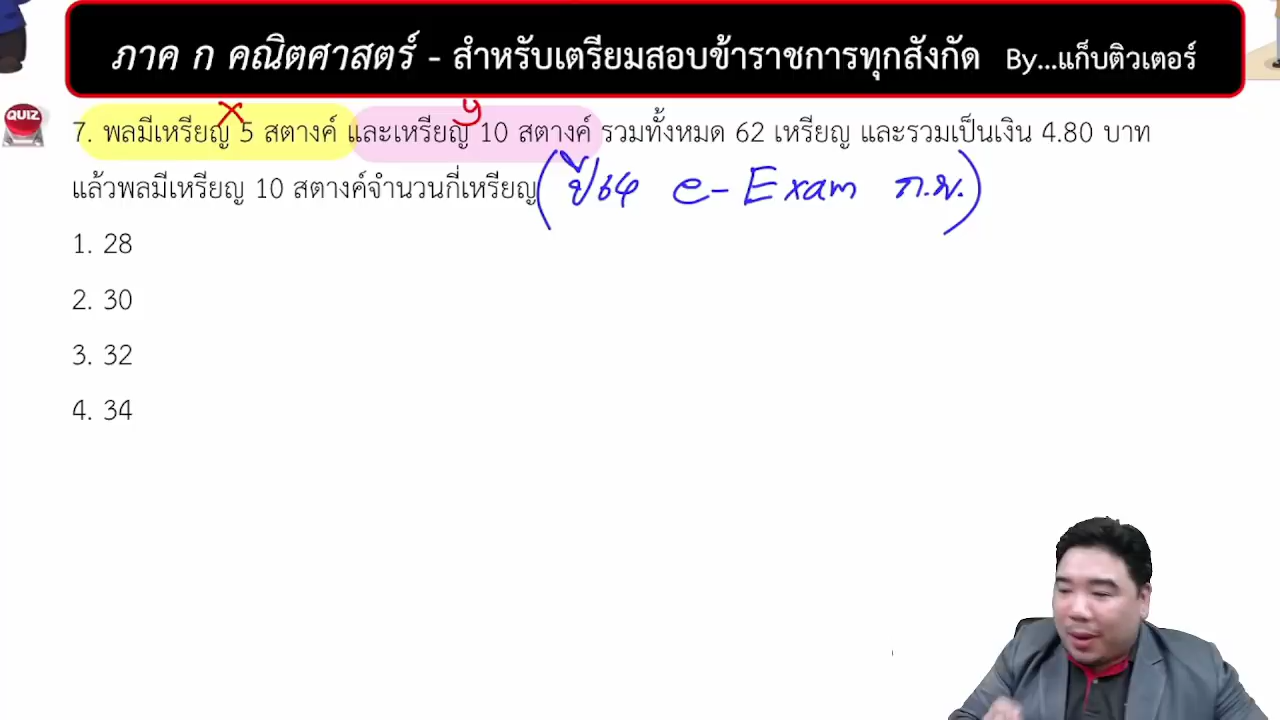 ภาค ก คณิตศาสตร์ - สำหรับเตรียมสอบข้าราชการทุกสังกัด By...แก็บติวเตอร์
QUIZ
x y
7. พลมีเหรียญ 5 สตางค์ และเหรียญ 10 สตางค์ รวมทั้งหมด 62 เหรียญ และรวมเป็นเงิน 4.80 บาท
แล้วพลมีเหรียญ 10 สตางค์จำนวนกี่เหรียญ (ปี 64 e-Exam ก.พ.)
1. 28
2. 30
3. 32
4. 34